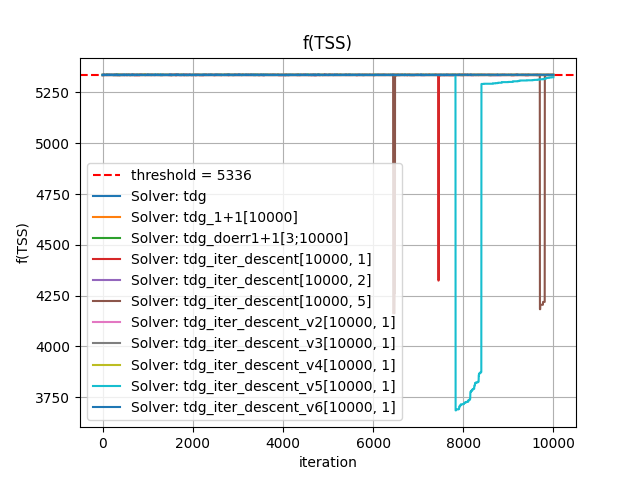 f(TSS)
5250
5000
4750
4500
4250
4000
3750
f(TSS)
threshold = 5336
Solver: tdg
Solver: tdg_1+1[10000]
Solver: tdg_doerr1+1[3;10000]
Solver: tdg_iter_descent[10000, 1]
Solver: tdg_iter_descent[10000, 2]
Solver: tdg_iter_descent[10000, 5]
Solver: tdg_iter_descent_v2[10000, 1]
Solver: tdg_iter_descent_v3[10000, 1]
Solver: tdg_iter_descent_v4[10000, 1]
Solver: tdg_iter_descent_v5[10000, 1]
Solver: tdg_iter_descent_v6[10000, 1]
0 2000 4000 6000 8000 10000
iteration